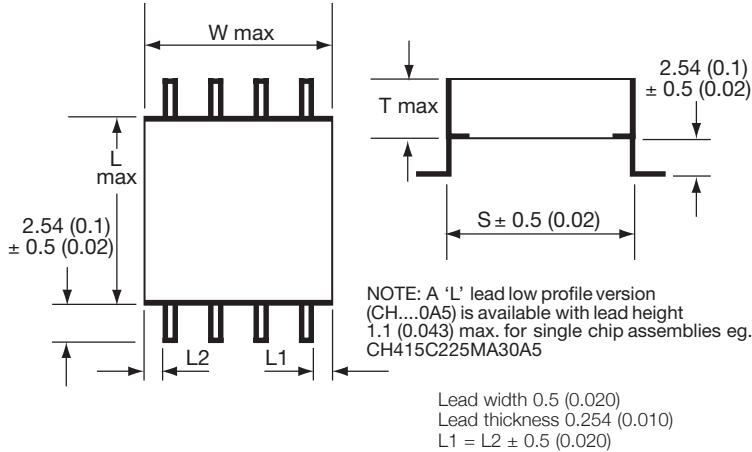 W max
L
max
2.54 (0.1)
± 0.5 (0.02)
L2
L1
T max
2.54 (0.1)
± 0.5 (0.02)
S ± 0.5 (0.02)
NOTE: A ‘L’ lead low profile version
(CH....0A5) is available with lead height
1.1 (0.043) max. for single chip assemblies eg.
CH415C225MA30A5
Lead width 0.5 (0.020)
Lead thickness 0.254 (0.010)
L1 = L2 ± 0.5 (0.020)